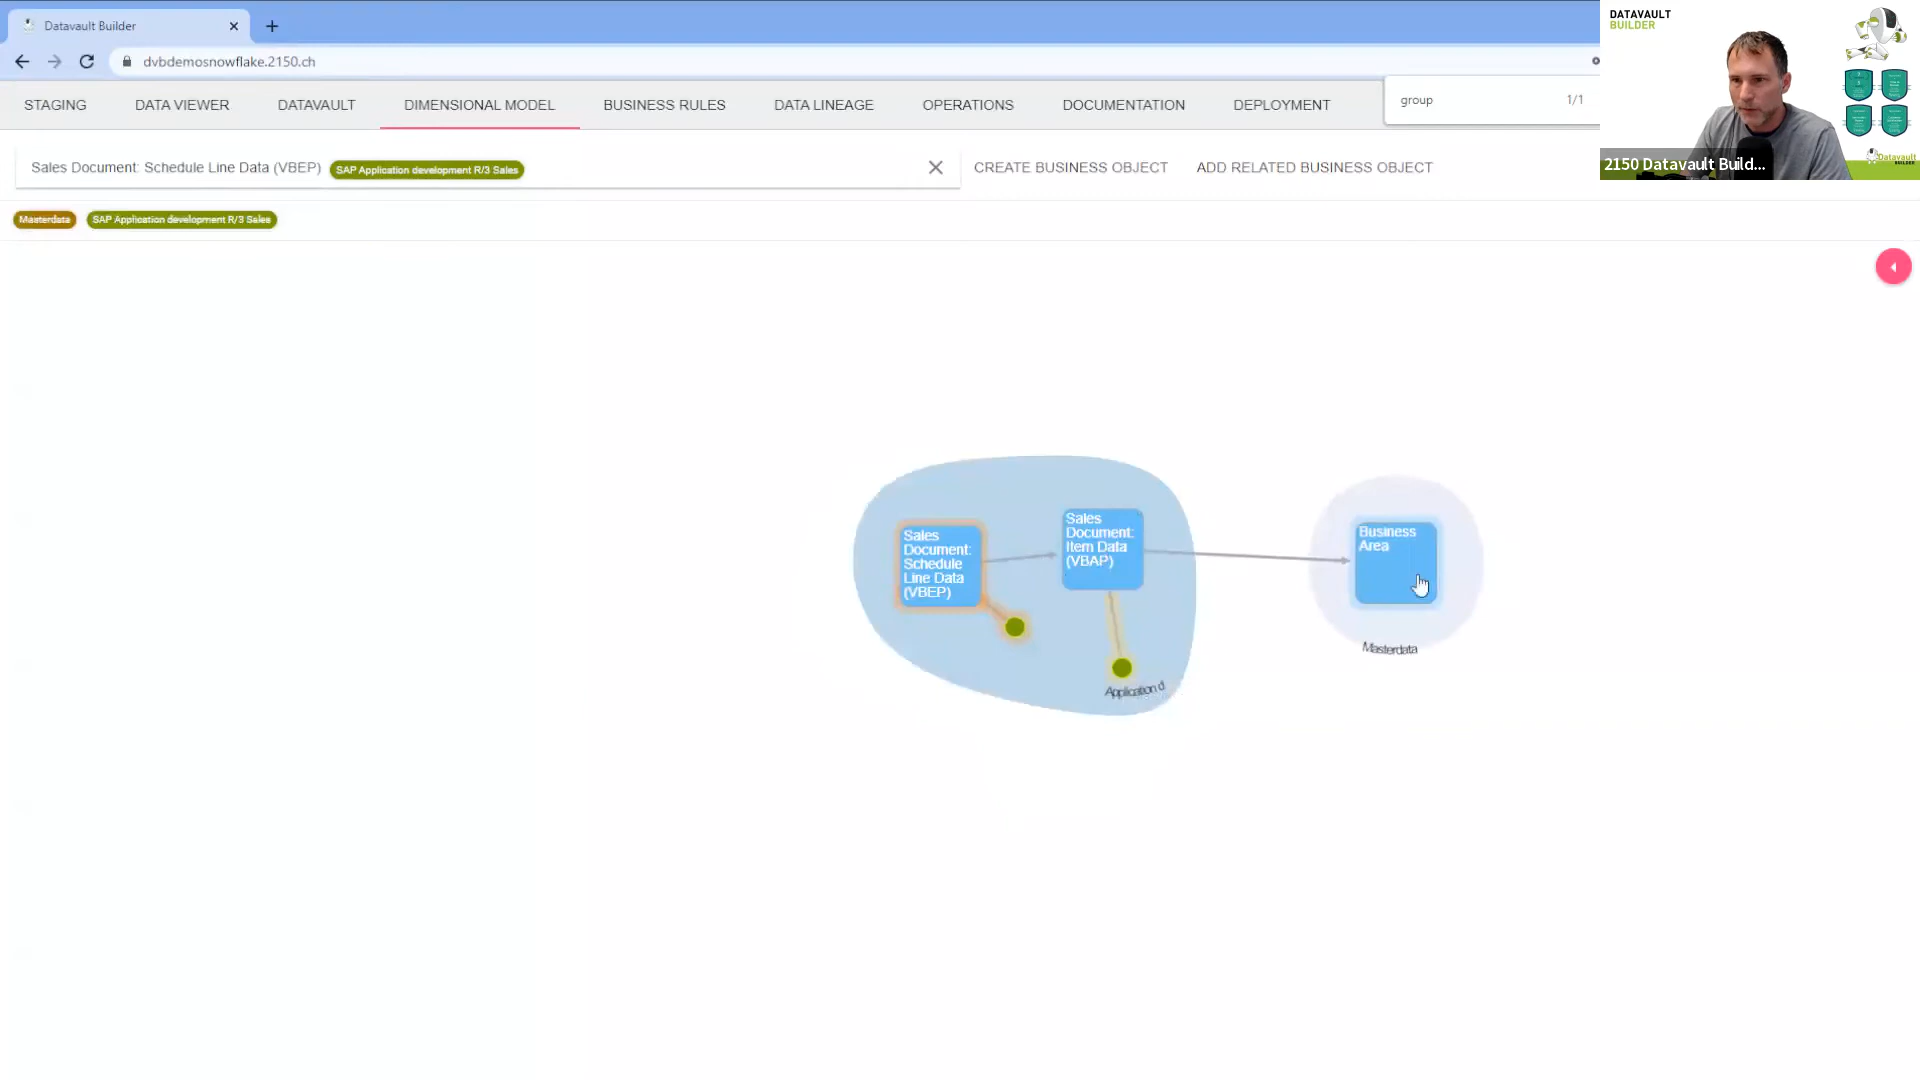 Datavault Builder
dvbdemosnowflake.2150.ch
STAGING
DATA VIEWER
DATAVAULT
DIMENSIONAL MODEL
BUSINESS RULES
DATA LINEAGE
OPERATIONS
DOCUMENTATION
DEPLOYMENT
group
1/1
DATAVAULT
BUILDER
2150 Datavault Build...
Datavault
BUILDER
Sales Document: Schedule Line Data (VBEP)
SAP Application development R/3 Sales
CREATE BUSINESS OBJECT
ADD RELATED BUSINESS OBJECT
Masterdata
SAP Application development R/3 Sales
Sales
Document:
Schedule
Line Data
(VBEP)
Sales
Document:
Item Data
(VBAP)
Business
Area
Application d
Masterdata